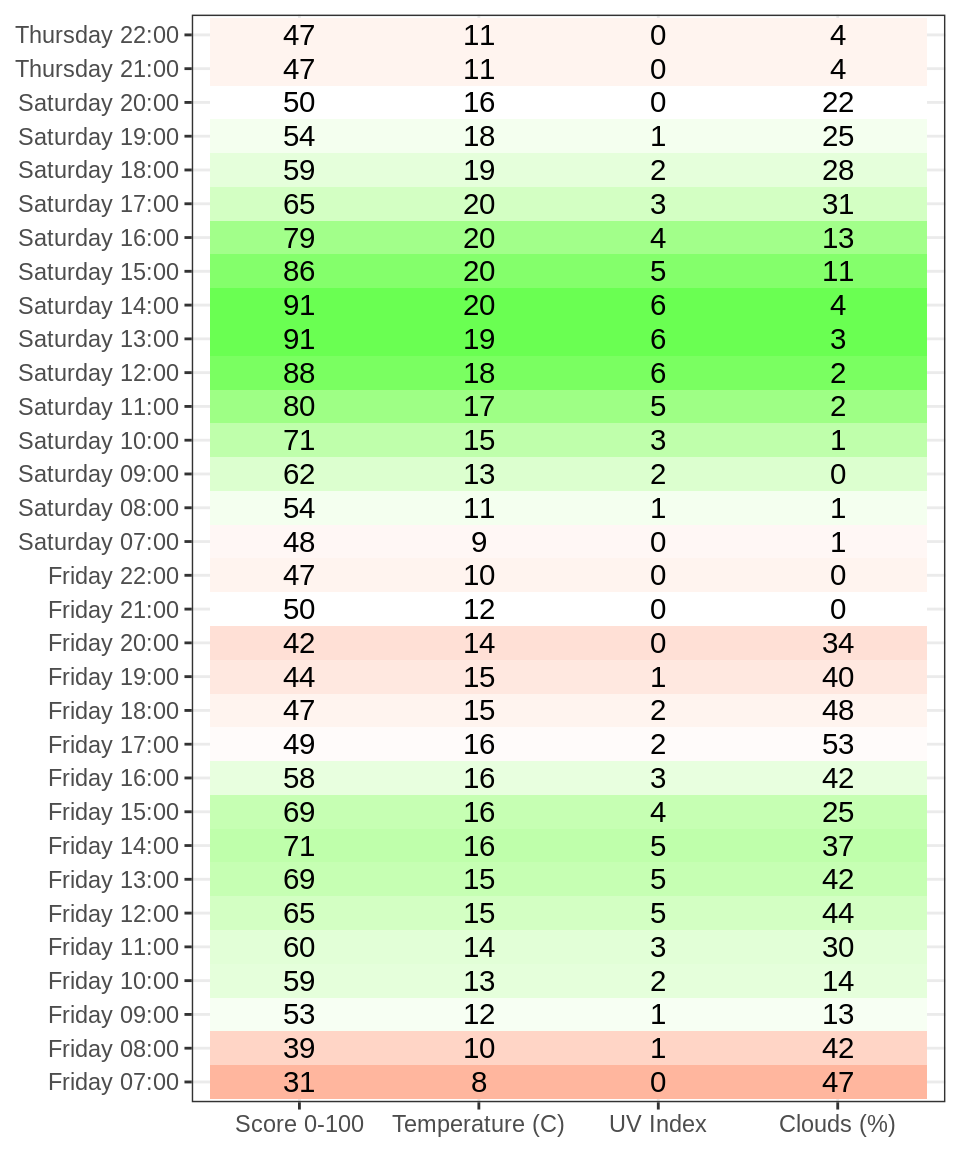 Thursday 22:00 47 11 0 4
Thursday 21:00 47 11 0 4
Saturday 20:00 50 16 0 22
Saturday 19:00 54 18 1 25
Saturday 18:00 59 19 2 28
Saturday 17:00 65 20 3 31
Saturday 16:00 79 20 4 13
Saturday 15:00 86 20 5 11
Saturday 14:00 91 20 6 4
Saturday 13:00 91 19 6 3
Saturday 12:00 88 18 6 2
Saturday 11:00 80 17 5 2
Saturday 10:00 71 15 3 1
Saturday 09:00 62 13 2 0
Saturday 08:00 54 11 1 1
Saturday 07:00 48 9 0 1
Friday 22:00 47 10 0 0
Friday 21:00 50 12 0 0
Friday 20:00 42 14 0 34
Friday 19:00 44 15 1 40
Friday 18:00 47 15 2 48
Friday 17:00 49 16 2 53
Friday 16:00 58 16 3 42
Friday 15:00 69 16 4 25
Friday 14:00 71 16 5 37
Friday 13:00 69 15 5 42
Friday 12:00 65 15 5 44
Friday 11:00 60 14 3 30
Friday 10:00 59 13 2 14
Friday 09:00 53 12 1 13
Friday 08:00 39 10 1 42
Friday 07:00 31 8 0 47
Score 0-100 Temperature (C) UV Index Clouds (%)